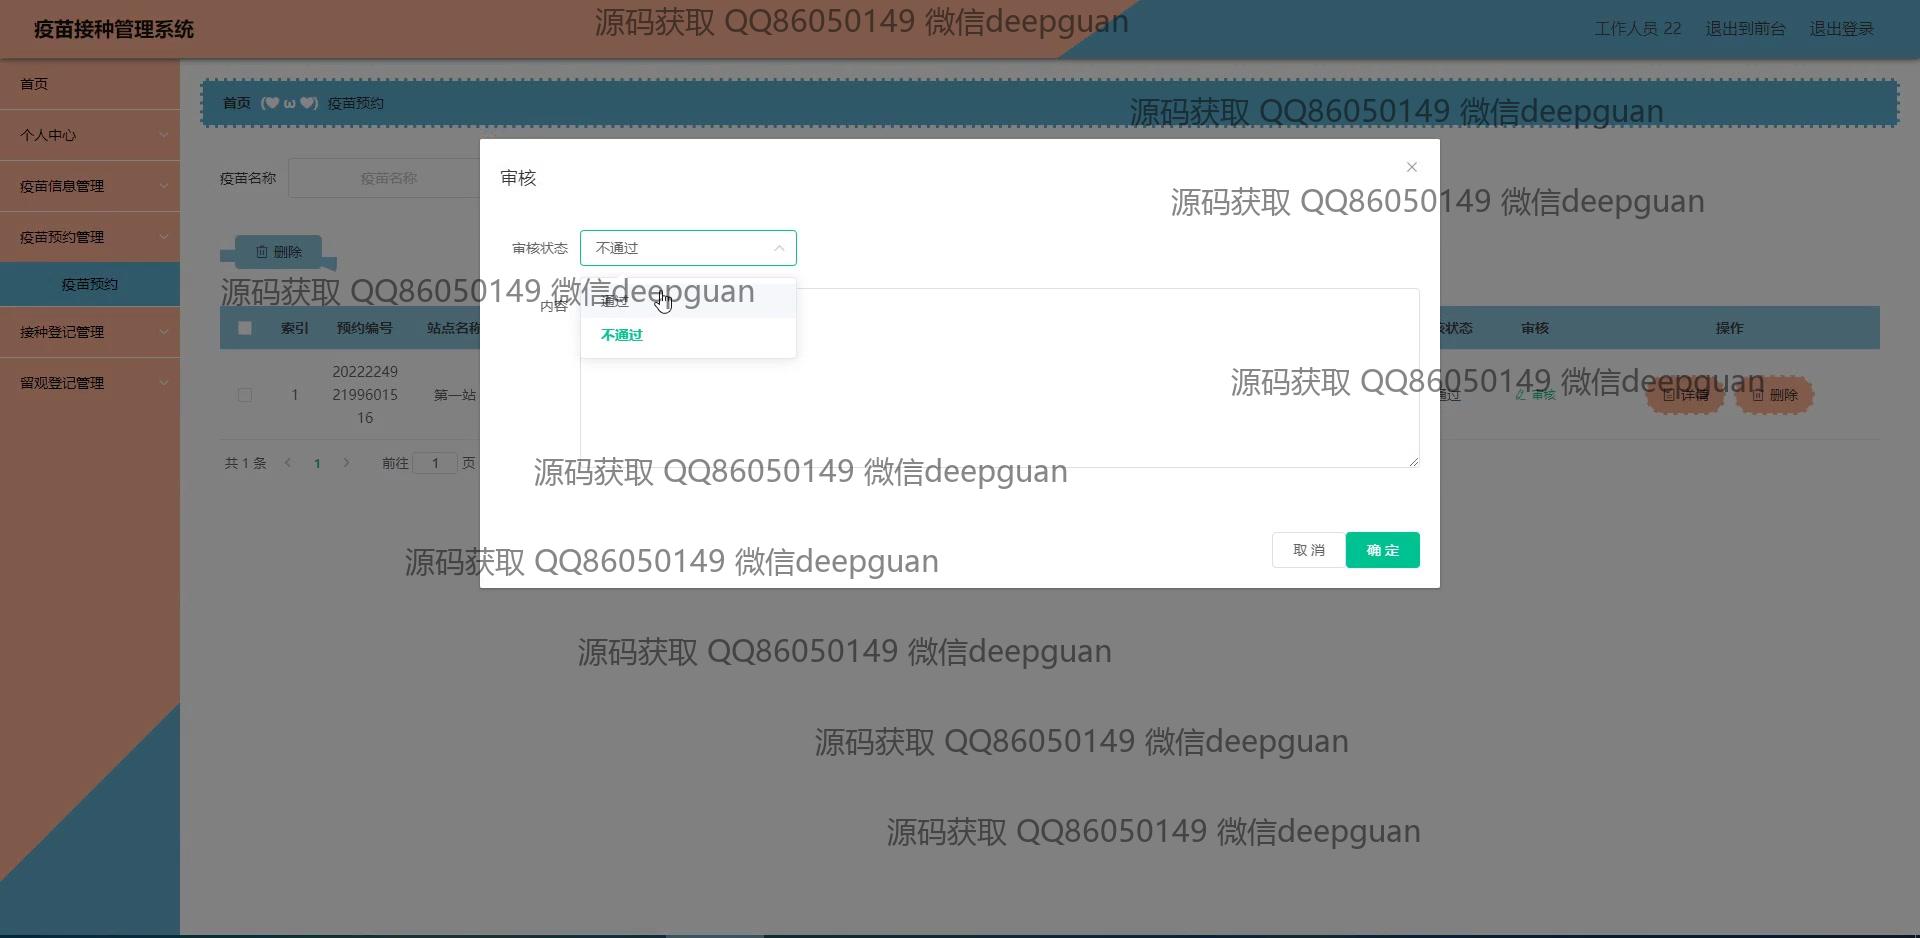 疫苗接种管理系统
源码获取 QQ86050149 微信deepguan
工作人员 22
退出到前台
退出登录
首页
个人中心
疫苗信息管理
疫苗预约管理
疫苗预约
接种登记管理
留观登记管理
首页 (♥ω♥) 疫苗预约
源码获取 QQ86050149 微信deepguan
疫苗名称 疫苗名称
审核
源码获取 QQ86050149 微信deepguan
删除
审核状态 不通过
源码获取 QQ86050149 微信deepguan
内容
通过
不通过
索引 预约编号 站点名称
状态 审核 操作
1
20222249
21996015
16
第一站
通过
审核
详情
删除
源码获取 QQ86050149 微信deepguan
共 1 条 1 前往 1 页
源码获取 QQ86050149 微信deepguan
取 消
确 定
源码获取 QQ86050149 微信deepguan
源码获取 QQ86050149 微信deepguan
源码获取 QQ86050149 微信deepguan
源码获取 QQ86050149 微信deepguan